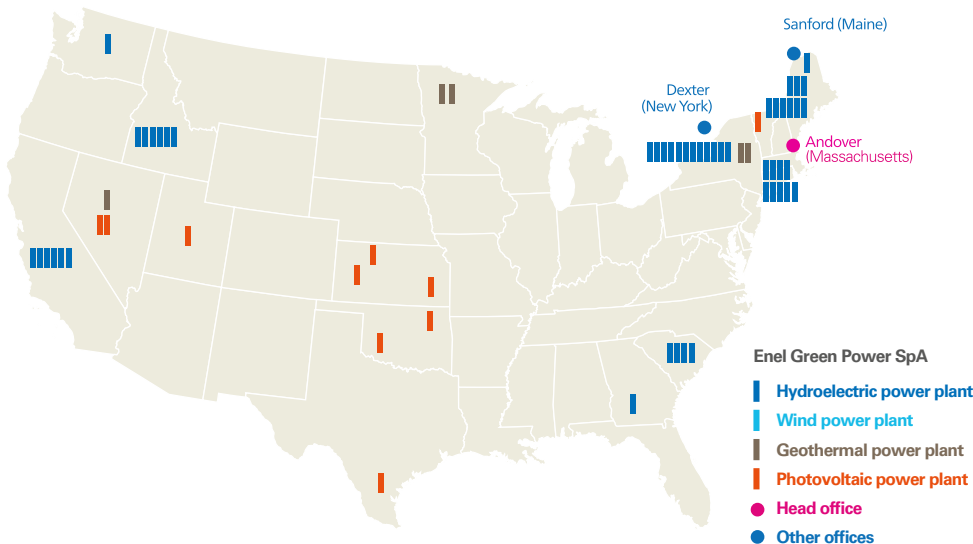 Sanford (Maine)
Dexter
(New York)
Andover
(Massachusetts)
Enel Green Power SpA
Hydroelectric power plant
Wind power plant
Geothermal power plant
Photovoltaic power plant
Head office
Other offices